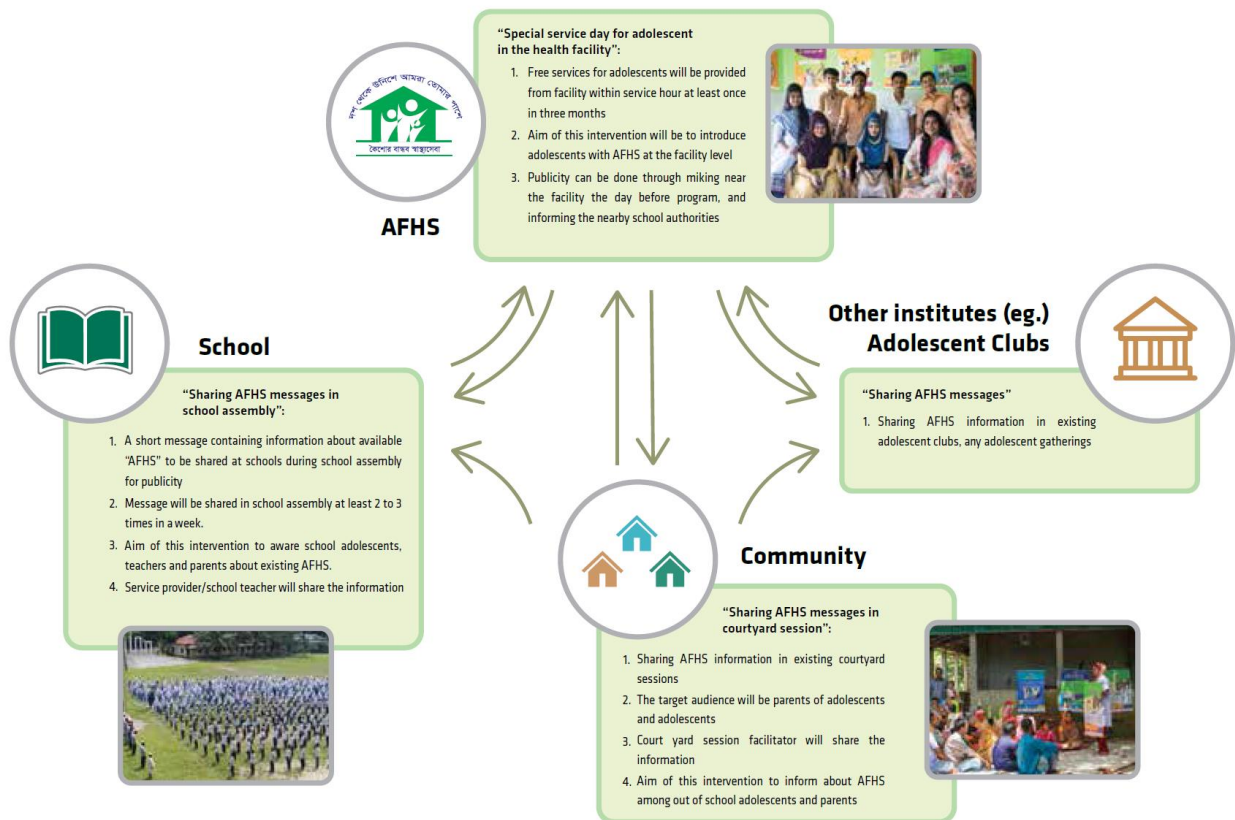 দশ থেকে উনিশে আমরা তোমার পাশে
কৈশোর বান্ধব স্বাস্থ্যসেবা
AFHS
“Special service day for adolescent
in the health facility”:
1. Free services for adolescents will be provided
from facility within service hour at least once
in three months
2. Aim of this intervention will be to introduce
adolescents with AFHS at the facility level
3. Publicity can be done through miking near
the facility the day before program, and
informing the nearby school authorities
School
“Sharing AFHS messages in
school assembly”:
1. A short message containing information about available
“AFHS” to be shared at schools during school assembly
for publicity
2. Message will be shared in school assembly at least 2 to 3
times in a week.
3. Aim of this intervention to aware school adolescents,
teachers and parents about existing AFHS.
4. Service provider/school teacher will share the information
Other institutes (eg.)
Adolescent Clubs
“Sharing AFHS messages”
1. Sharing AFHS information in existing
adolescent clubs, any adolescent gatherings
Community
“Sharing AFHS messages in
courtyard session”:
1. Sharing AFHS information in existing courtyard
sessions
2. The target audience will be parents of adolescents
and adolescents
3. Court yard session facilitator will share the
information
4. Aim of this intervention to inform about AFHS
among out of school adolescents and parents